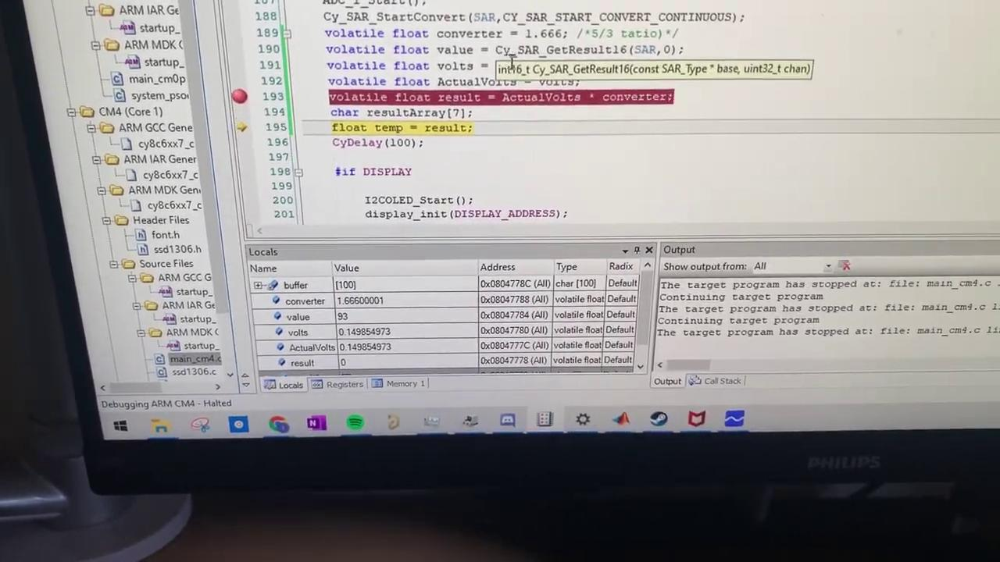 187 ADC_1_Start();
188 Cy_SAR_StartConvert(SAR,CY_SAR_START_CONVERT_CONTINUOUS);
189 volatile float converter = 1.666; /*5/3 tatio)*/
190 volatile float value = Cy_SAR_GetResult16(SAR,0);
191 volatile float volts =
int16_t Cy_SAR_GetResult16(const SAR_Type * base, uint32_t chan)
192 volatile float ActualVolts = volts;
193 volatile float result = ActualVolts * converter;
194 char resultArray[7];
195 float temp = result;
196 CyDelay(100);
197
198 #if DISPLAY
199
200 I2COLED_Start();
201 display_init(DISPLAY_ADDRESS);
ARM IAR Ge
startup_
ARM MDK (
startup_
main_cm0p
system_pso
CM4 (Core 1)
ARM GCC Gene
cy8c6xx7_c
ARM IAR Gener
cy8c6xx7_c
ARM MDK Gen
cy8c6xx7_c
Header Files
font.h
ssd1306.h
Source Files
ARM GCC G
startup_
ARM IAR Ge
startup_
ARM MDK (
startup_
main_cm4.c
ssd1306.c
Locals
Name Value Address Type Radix
buffer [100] 0x0804778C (All) char [100] Default
converter 1.66600001 0x08047788 (All) volatile float Default
value 93 0x08047784 (All) volatile float Default
volts 0.149854973 0x08047780 (All) volatile float Default
ActualVolts 0.149854973 0x0804777C (All) volatile float Default
result 0 0x08047778 (All) volatile float Default
Locals Registers Memory 1
Output
Show output from: All
The target program has stopped at: file: main_cm4.c
Continuing target program
The target program has stopped at: file: main_cm4.c li
Continuing target program
The target program has stopped at: file: main_cm4.c li
Output Call Stack
Debugging ARM CM4 - Halted
PHILIPS